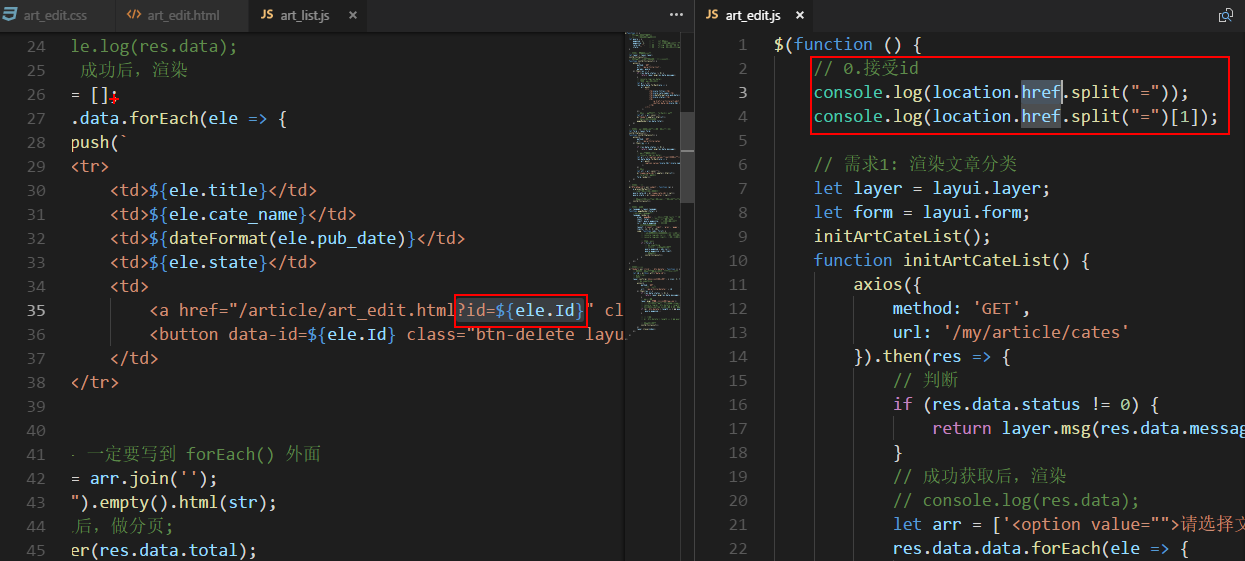 art_edit.css <> art_edit.html JS art_list.js × ···
24 le.log(res.data);
25 成功后，渲染
26 = [];
27 .data.forEach(ele => {
28 push(`
29 <tr>
30 <td>${ele.title}</td>
31 <td>${ele.cate_name}</td>
32 <td>${dateFormat(ele.pub_date)}</td>
33 <td>${ele.state}</td>
34 <td>
35 <a href="/article/art_edit.html?id=${ele.Id}" cl
36 <button data-id=${ele.Id} class="btn-delete layu
37 </td>
38 </tr>
39
40
41 一定要写到 forEach() 外面
42 = arr.join('');
43 ").empty().html(str);
44 后，做分页;
45 er(res.data.total);
JS art_edit.js ×
1 $(function () {
2 // 0.接受id
3 console.log(location.href.split("="));
4 console.log(location.href.split("=")[1]);
5
6 // 需求1: 渲染文章分类
7 let layer = layui.layer;
8 let form = layui.form;
9 initArtCateList();
10 function initArtCateList() {
11 axios({
12 method: 'GET',
13 url: '/my/article/cates'
14 }).then(res => {
15 // 判断
16 if (res.data.status != 0) {
17 return layer.msg(res.data.messag
18 }
19 // 成功获取后，渲染
20 // console.log(res.data);
21 let arr = ['<option value="">请选择文
22 res.data.data.forEach(ele => {